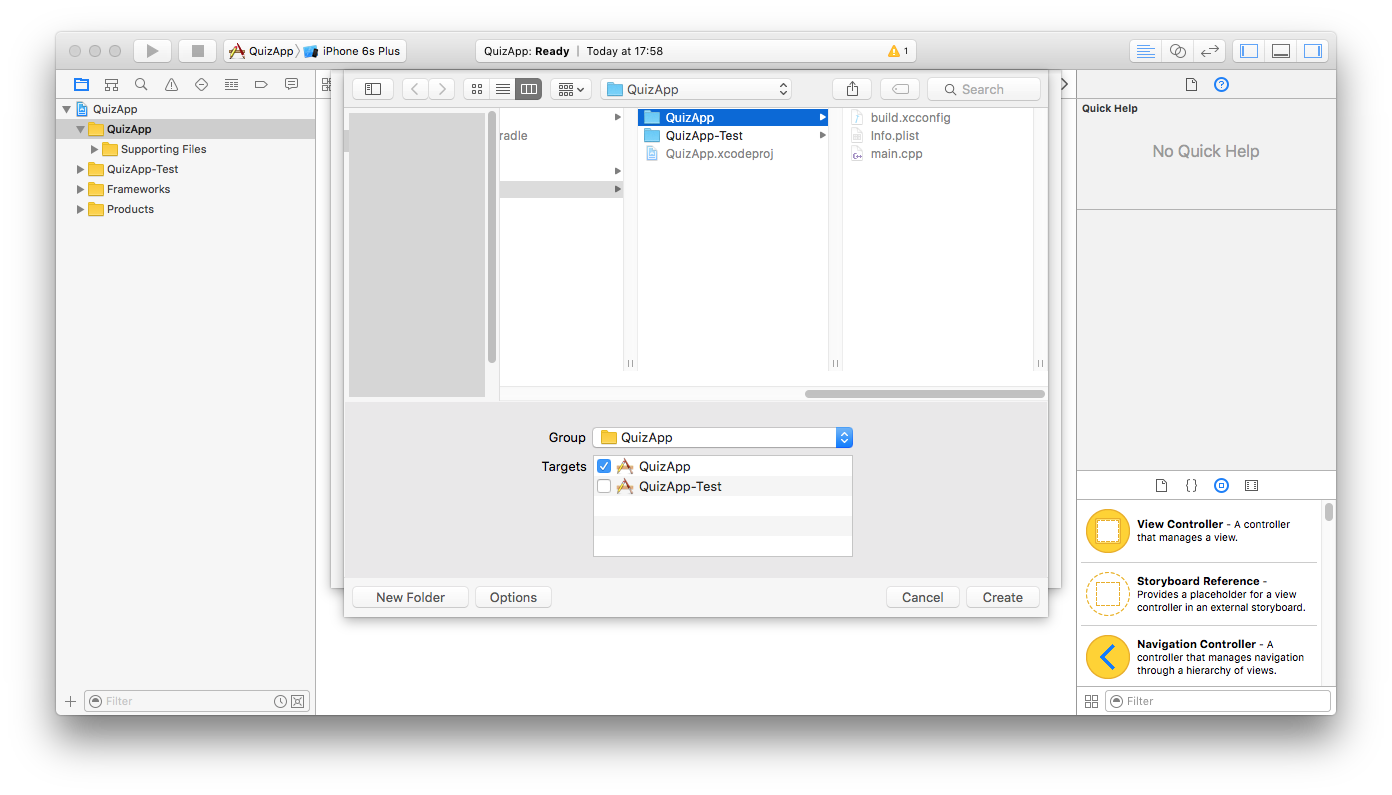 QuizApp
iPhone 6s Plus
QuizApp: Ready | Today at 17:58
1
QuizApp
QuizApp
Supporting Files
QuizApp-Test
Frameworks
Products
Filter
QuizApp
Search
radle
QuizApp
QuizApp-Test
QuizApp.xcodeproj
build.xcconfig
Info.plist
main.cpp
Group
QuizApp
Targets
QuizApp
QuizApp-Test
New Folder
Options
Cancel
Create
Quick Help
No Quick Help
View Controller - A controller
that manages a view.
Storyboard Reference -
Provides a placeholder for a view
controller in an external storyboard.
Navigation Controller - A
controller that manages navigation
through a hierarchy of views.
Filter